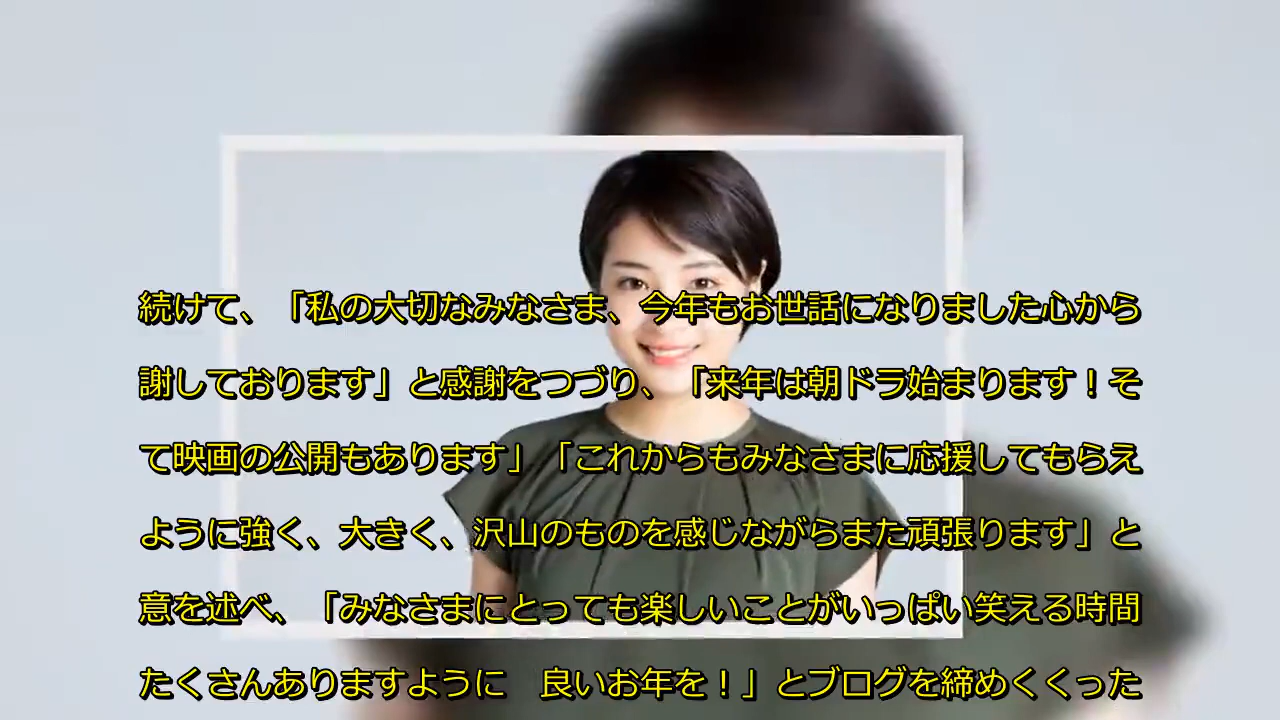 続けて、「私の大切なみなさま、今年もお世話になりました心から
謝しております」と感謝をつづり、「来年は朝ドラ始まります！そ
て映画の公開もあります」「これからもみなさまに応援してもらえ
ように強く、大きく、沢山のものを感じながらまた頑張ります」と
意を述べ、「みなさまにとっても楽しいことがいっぱい笑える時間
たくさんありますように　良いお年を！」とブログを締めくくった